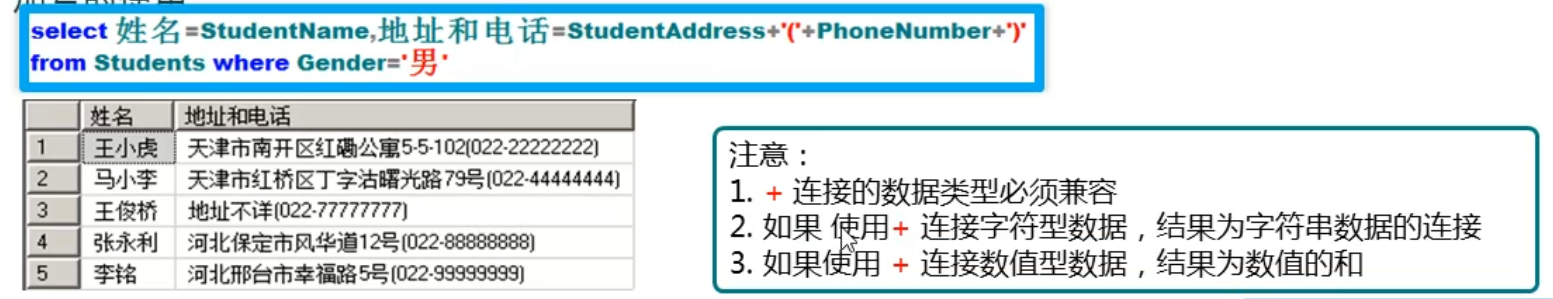 select 姓名=StudentName,地址和电话=StudentAddress+'('+PhoneNumber+')'
from Students where Gender='男'
姓名 地址和电话
1 王小虎 天津市南开区红磡公寓5-5-102(022-22222222)
2 马小李 天津市红桥区丁字沽曙光路79号(022-44444444)
3 王俊桥 地址不详(022-77777777)
4 张永利 河北保定市风华道12号(022-88888888)
5 李铭 河北邢台市幸福路5号(022-99999999)
注意：
1. + 连接的数据类型必须兼容
2. 如果 使用+ 连接字符型数据，结果为字符串数据的连接
3. 如果使用 + 连接数值型数据，结果为数值的和